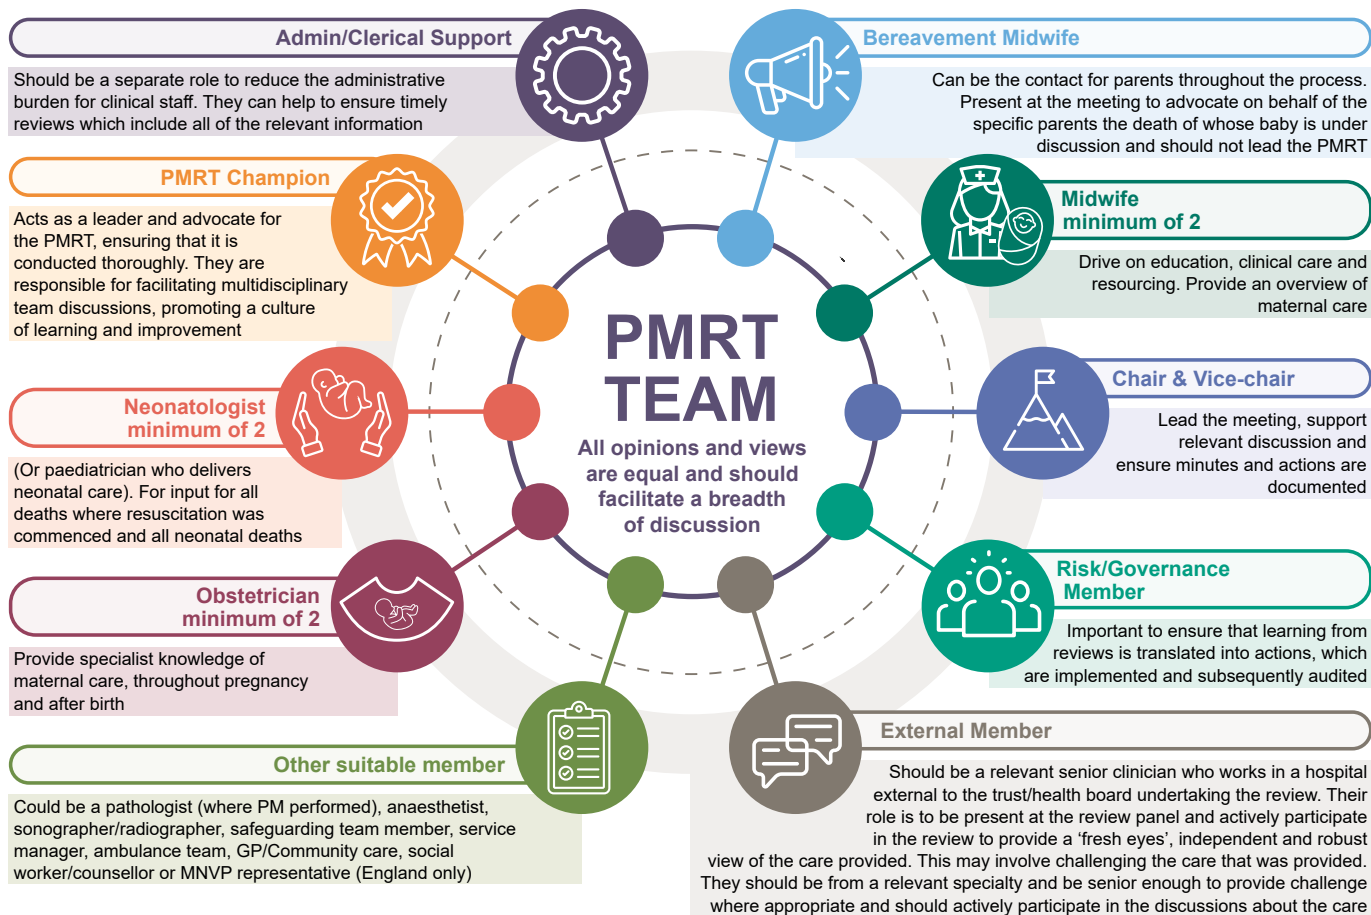 Admin/Clerical Support
Should be a separate role to reduce the administrative
burden for clinical staff. They can help to ensure timely
reviews which include all of the relevant information
Bereavement Midwife
Can be the contact for parents throughout the process.
Present at the meeting to advocate on behalf of the
specific parents the death of whose baby is under
discussion and should not lead the PMRT
PMRT Champion
Acts as a leader and advocate for
the PMRT, ensuring that it is
conducted thoroughly. They are
responsible for facilitating multidisciplinary
team discussions, promoting a culture
of learning and improvement
Midwife
minimum of 2
Drive on education, clinical care and
resourcing. Provide an overview of
maternal care
PMRT
TEAM
All opinions and views
are equal and should
facilitate a breadth
of discussion
Neonatologist
minimum of 2
(Or paediatrician who delivers
neonatal care). For input for all
deaths where resuscitation was
commenced and all neonatal deaths
Chair & Vice-chair
Lead the meeting, support
relevant discussion and
ensure minutes and actions are
documented
Obstetrician
minimum of 2
Provide specialist knowledge of
maternal care, throughout pregnancy
and after birth
Risk/Governance
Member
Important to ensure that learning from
reviews is translated into actions, which
are implemented and subsequently audited
Other suitable member
Could be a pathologist (where PM performed), anaesthetist,
sonographer/radiographer, safeguarding team member, service
manager, ambulance team, GP/Community care, social
worker/counsellor or MNVP representative (England only)
External Member
Should be a relevant senior clinician who works in a hospital
external to the trust/health board undertaking the review. Their
role is to be present at the review panel and actively participate
in the review to provide a ‘fresh eyes’, independent and robust
view of the care provided. This may involve challenging the care that was provided.
They should be from a relevant specialty and be senior enough to provide challenge
where appropriate and should actively participate in the discussions about the care